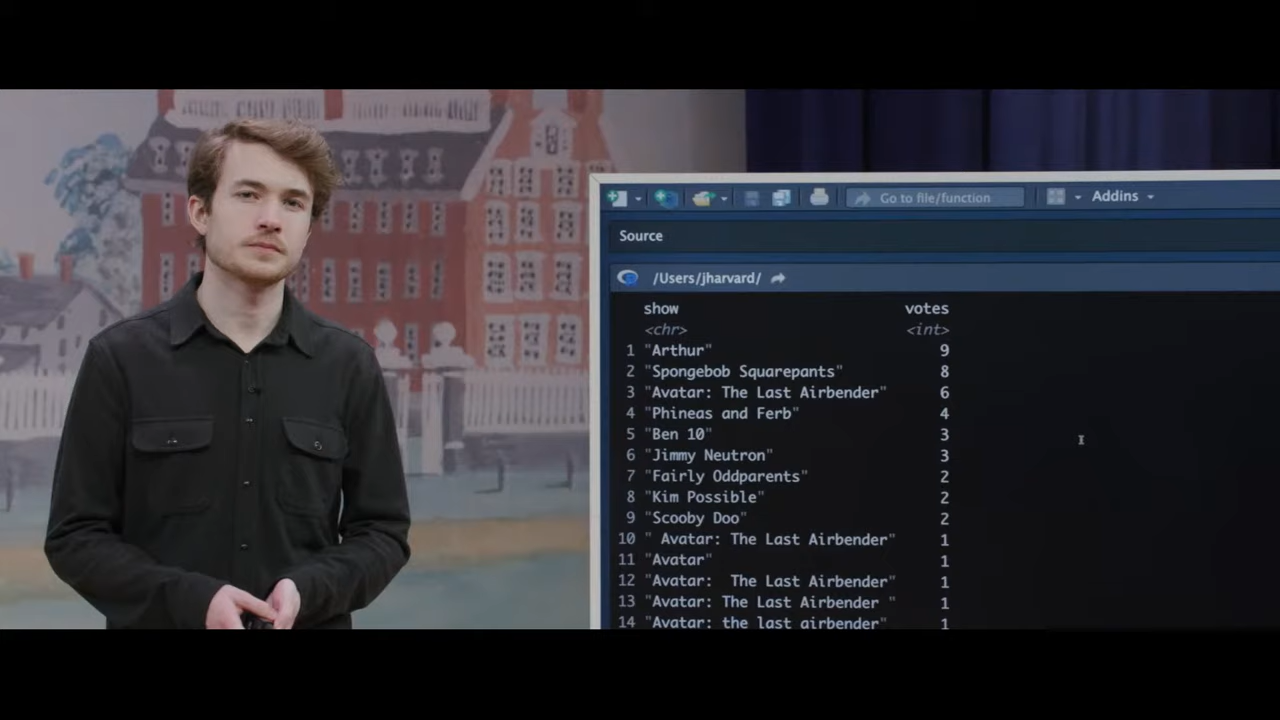 Go to file/function Addins
Source
/Users/jharvard/
show votes
<chr> <int>
1 "Arthur" 9
2 "Spongebob Squarepants" 8
3 "Avatar: The Last Airbender" 6
4 "Phineas and Ferb" 4
5 "Ben 10" 3
6 "Jimmy Neutron" 3
7 "Fairly Oddparents" 2
8 "Kim Possible" 2
9 "Scooby Doo" 2
10 " Avatar: The Last Airbender" 1
11 "Avatar" 1
12 "Avatar:  The Last Airbender" 1
13 "Avatar: The Last Airbender " 1
14 "Avatar: the last airbender" 1